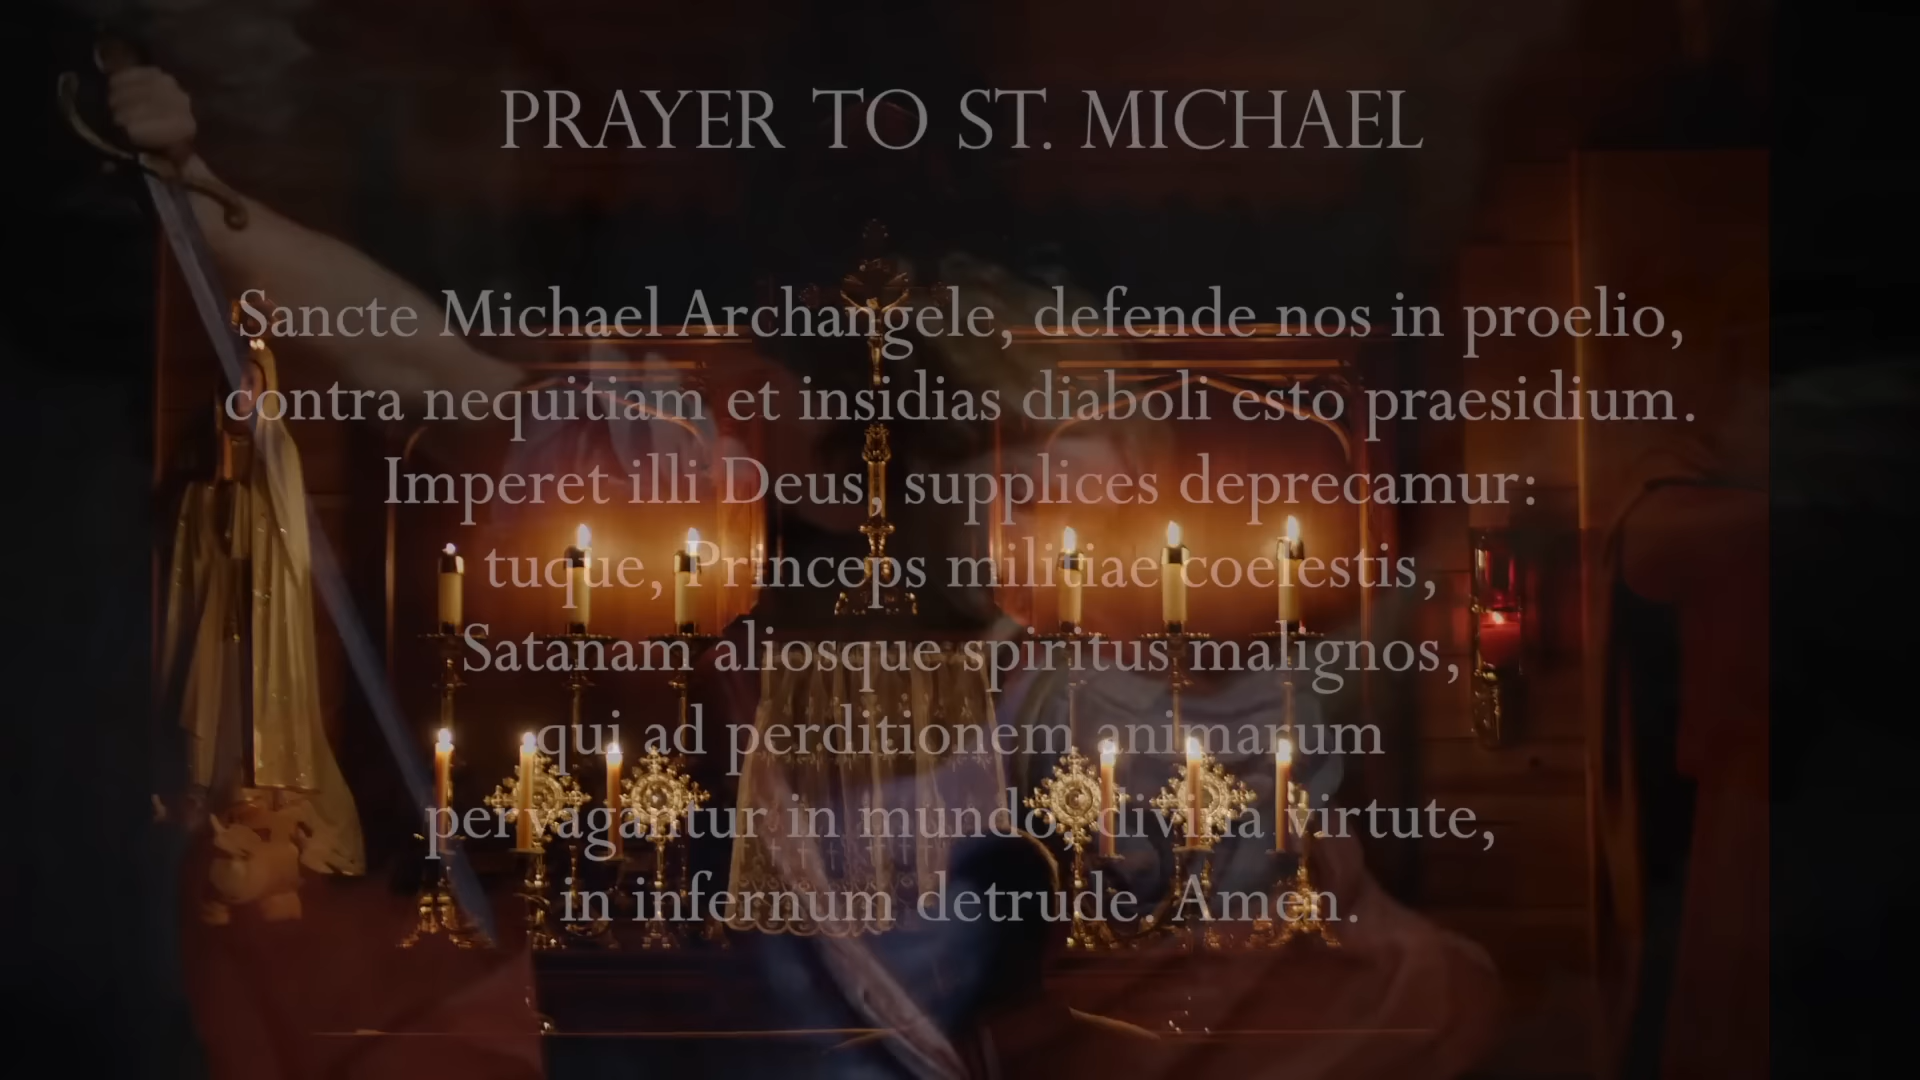 PRAYER TO ST. MICHAEL
Sancte Michael Archangele, defende nos in proelio,
contra nequitiam et insidias diaboli esto praesidium.
Imperet illi Deus, supplices deprecamur:
tuque, Princeps militiae coelestis,
Satanam aliosque spiritus malignos,
qui ad perditionem animarum
pervagantur in mundo, divina virtute,
in infernum detrude. Amen.